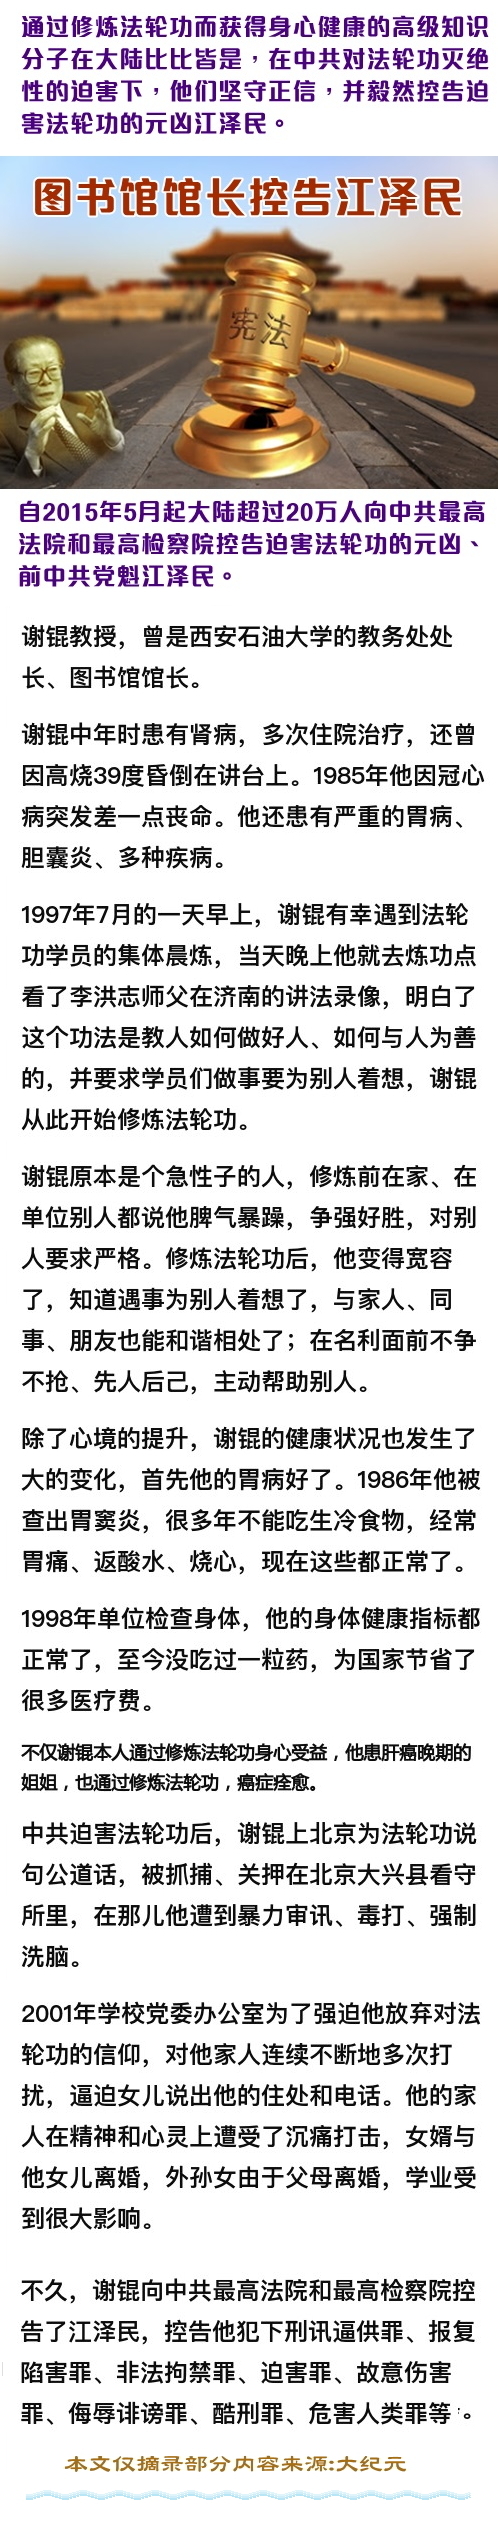 通过修炼法轮功而获得身心健康的高级知识
分子在大陆比比皆是，在中共对法轮功灭绝
性的迫害下，他们坚守正信，并毅然控告迫
害法轮功的元凶江泽民。
图书馆馆长控告江泽民
宪法
自2015年5月起大陆超过20万人向中共最高
法院和最高检察院控告迫害法轮功的元凶、
前中共党魁江泽民。
谢锟教授，曾是西安石油大学的教务处处
长、图书馆馆长。
谢锟中年时患有肾病，多次住院治疗，还曾
因高烧39度昏倒在讲台上。1985年他因冠心
病突发差一点丧命。他还患有严重的胃病、
胆囊炎、多种疾病。
1997年7月的一天早上，谢锟有幸遇到法轮
功学员的集体晨炼，当天晚上他就去炼功点
看了李洪志师父在济南的讲法录像，明白了
这个功法是教人如何做好人、如何与人为善
的，并要求学员们做事要为别人着想，谢锟
从此开始修炼法轮功。
谢锟原本是个急性子的人，修炼前在家、在
单位别人都说他脾气暴躁，争强好胜，对别
人要求严格。修炼法轮功后，他变得宽容
了，知道遇事为别人着想了，与家人、同
事、朋友也能和谐相处了；在名利面前不争
不抢、先人后己，主动帮助别人。
除了心境的提升，谢锟的健康状况也发生了
大的变化，首先他的胃病好了。1986年他被
查出胃窦炎，很多年不能吃生冷食物，经常
胃痛、返酸水、烧心，现在这些都正常了。
1998年单位检查身体，他的身体健康指标都
正常了，至今没吃过一粒药，为国家节省了
很多医疗费。
不仅谢锟本人通过修炼法轮功身心受益，他患肝癌晚期的
姐姐，也通过修炼法轮功，癌症痊愈。
中共迫害法轮功后，谢锟上北京为法轮功说
句公道话，被抓捕、关押在北京大兴县看守
所里，在那儿他遭到暴力审讯、毒打、强制
洗脑。
2001年学校党委办公室为了强迫他放弃对法
轮功的信仰，对他家人连续不断地多次打
扰，逼迫女儿说出他的住处和电话。他的家
人在精神和心灵上遭受了沉痛打击，女婿与
他女儿离婚，外孙女由于父母离婚，学业受
到很大影响。
不久，谢锟向中共最高法院和最高检察院控
告了江泽民，控告他犯下刑讯逼供罪、报复
陷害罪、非法拘禁罪、迫害罪、故意伤害
罪、侮辱诽谤罪、酷刑罪、危害人类罪等。
本文仅摘录部分内容来源:大纪元